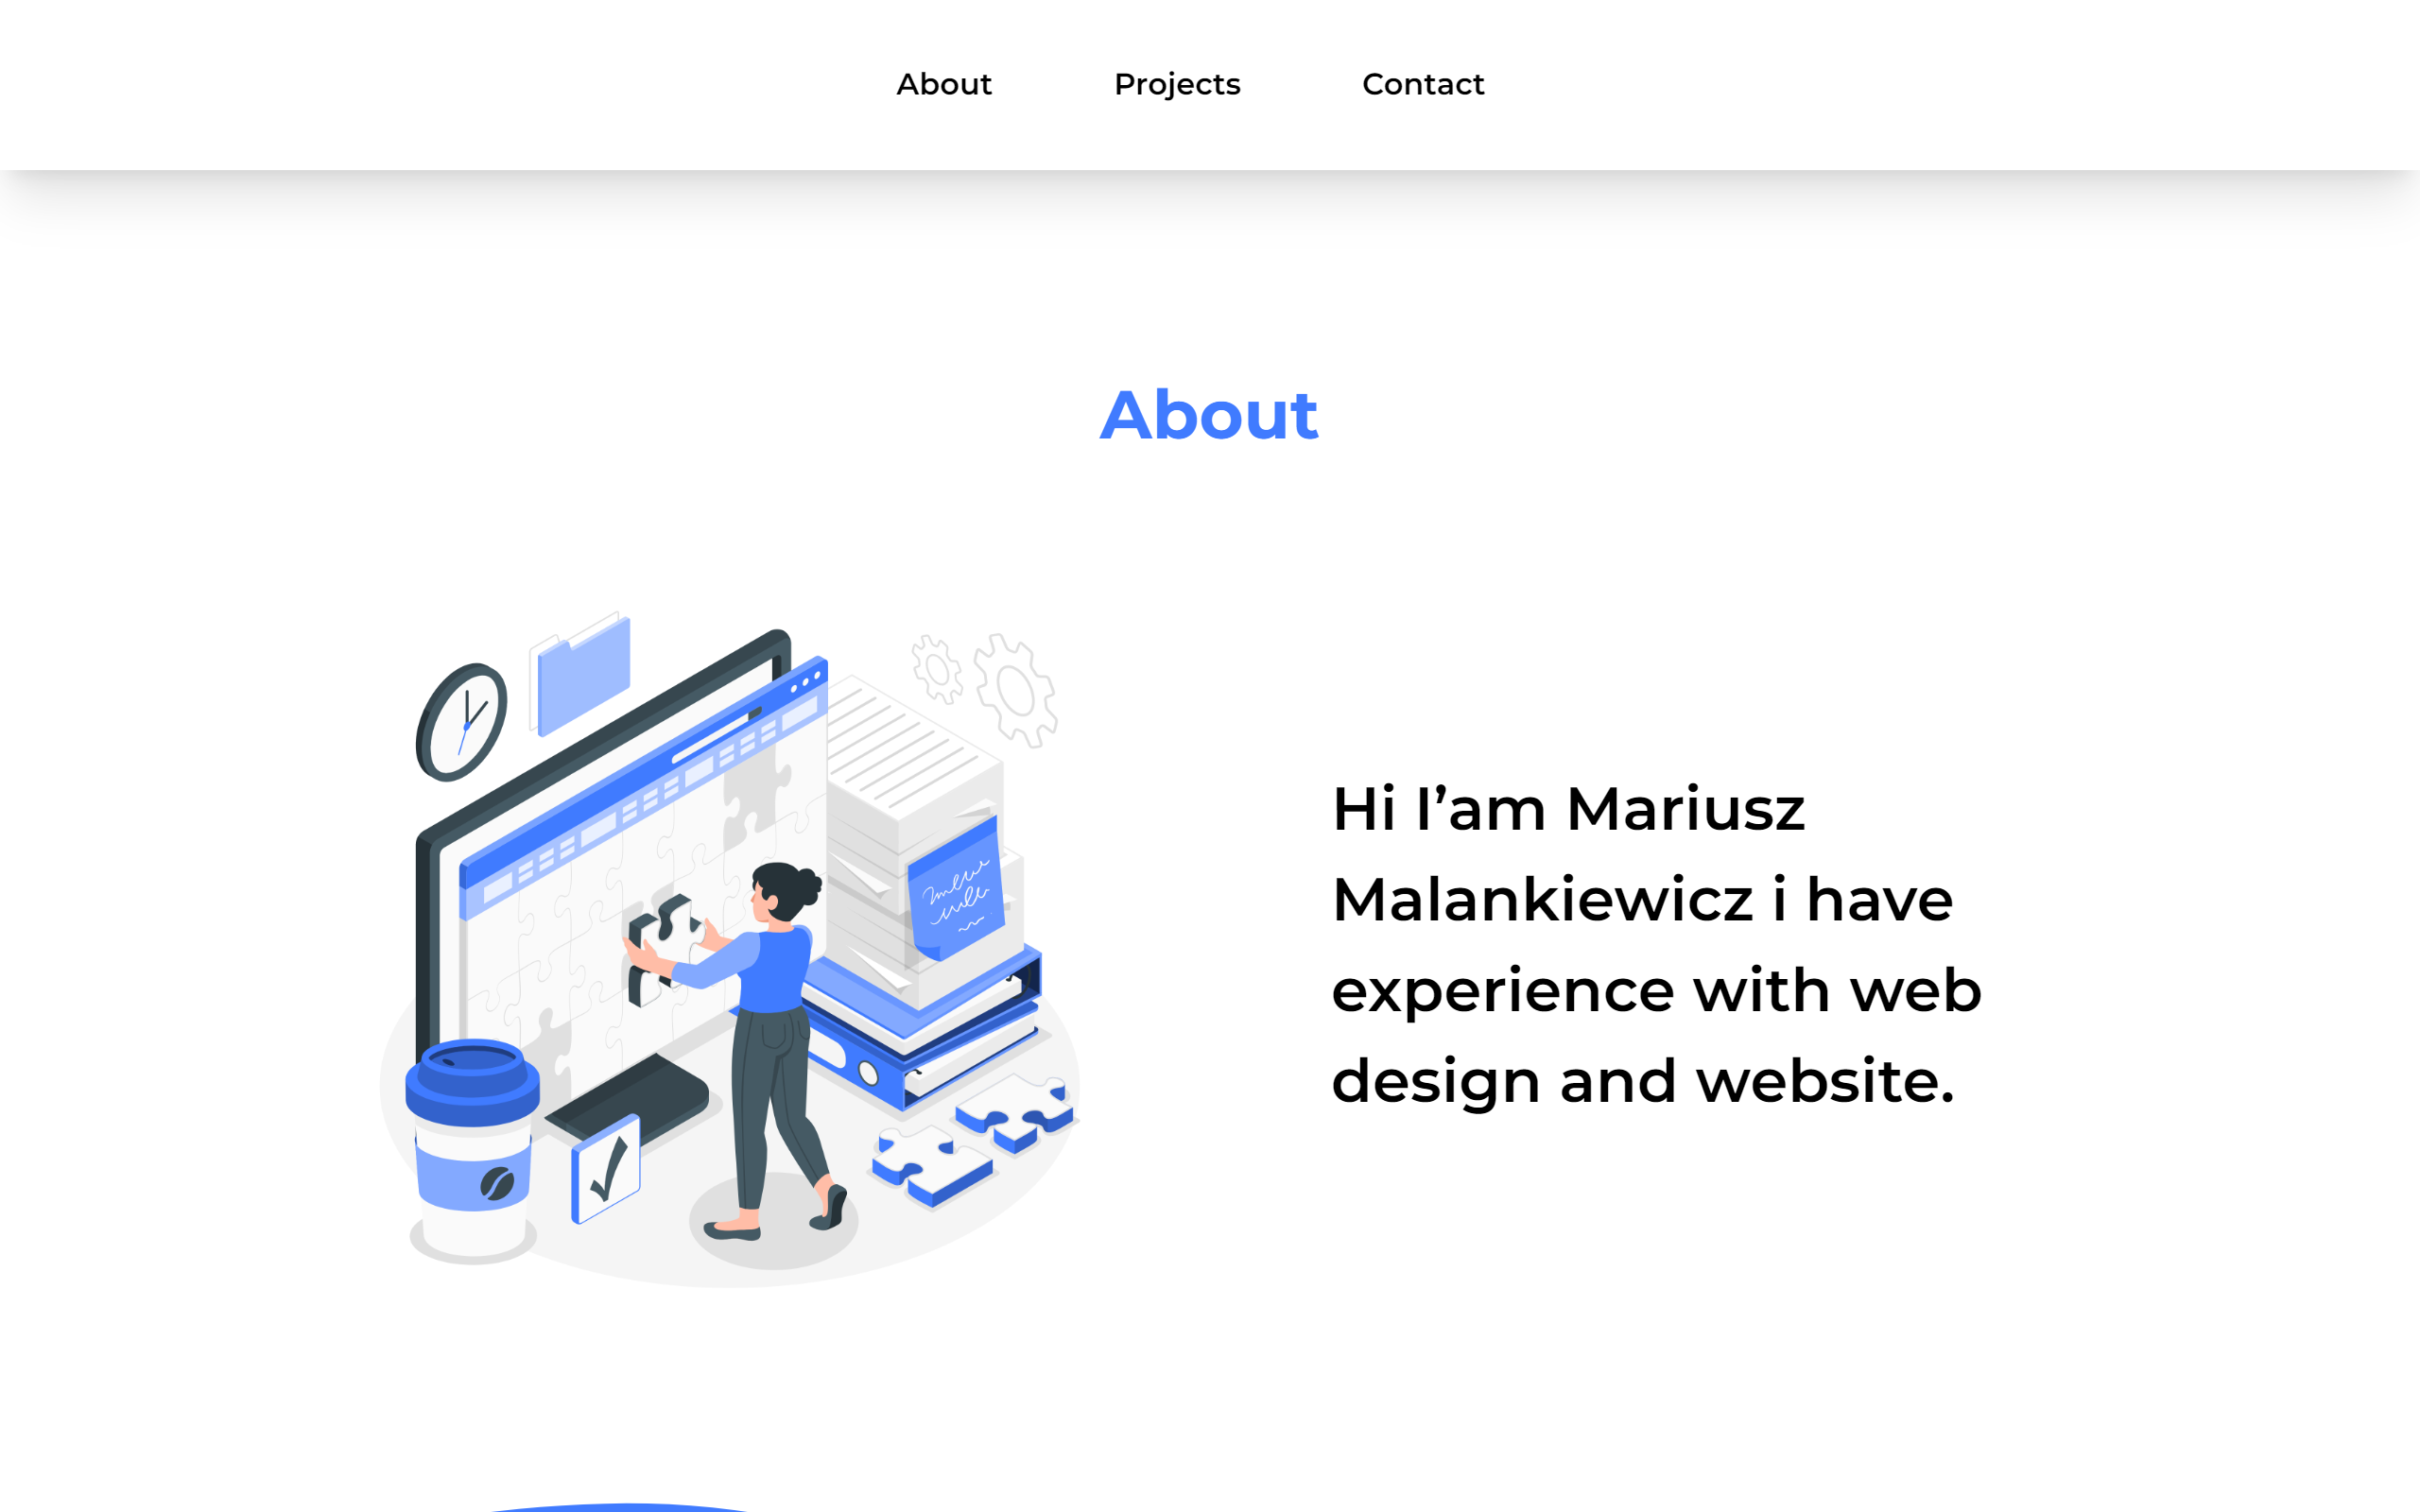 About
Projects
Contact
About
Hi I’am Mariusz
Malankiewicz i have
experience with web
design and website.